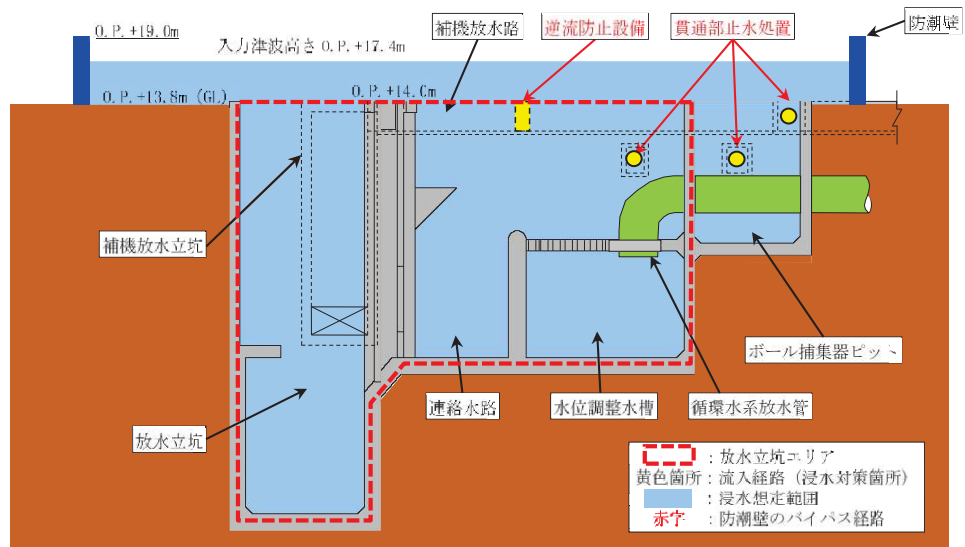 O.P.+19.0m
補機放水路
逆流防止設備
貫通部止水処置
防潮壁
入力津波高さ O.P.+17.4m
O.P.+13.8m (GL)
O.P.+14.0m
補機放水立坑
ボール捕集器ピット
放水立坑
連絡水路
水位調整水槽
循環水系放水管
：放水立坑エリア
黄色箇所：流入経路（浸水対策箇所）
：浸水想定範囲
赤字：防潮壁のバイパス経路